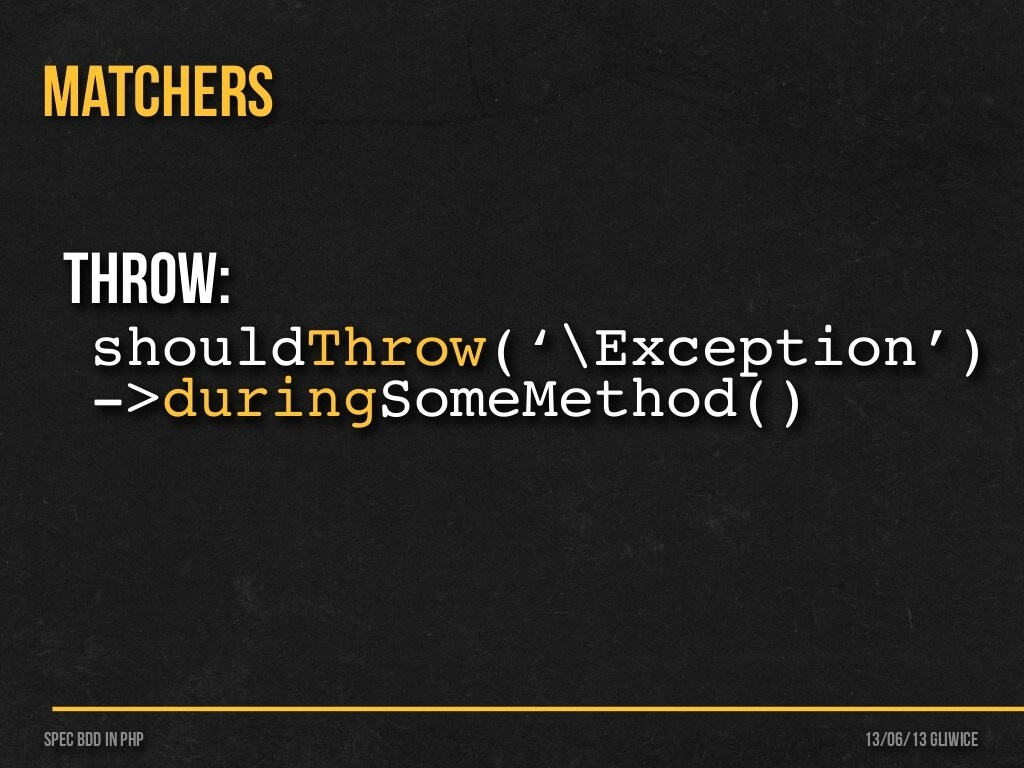 MATCHERS
THROW:
shouldThrow(‘\Exception’)
->duringSomeMethod()
SPEC BDD IN PHP
13/06/13 GLIWICE